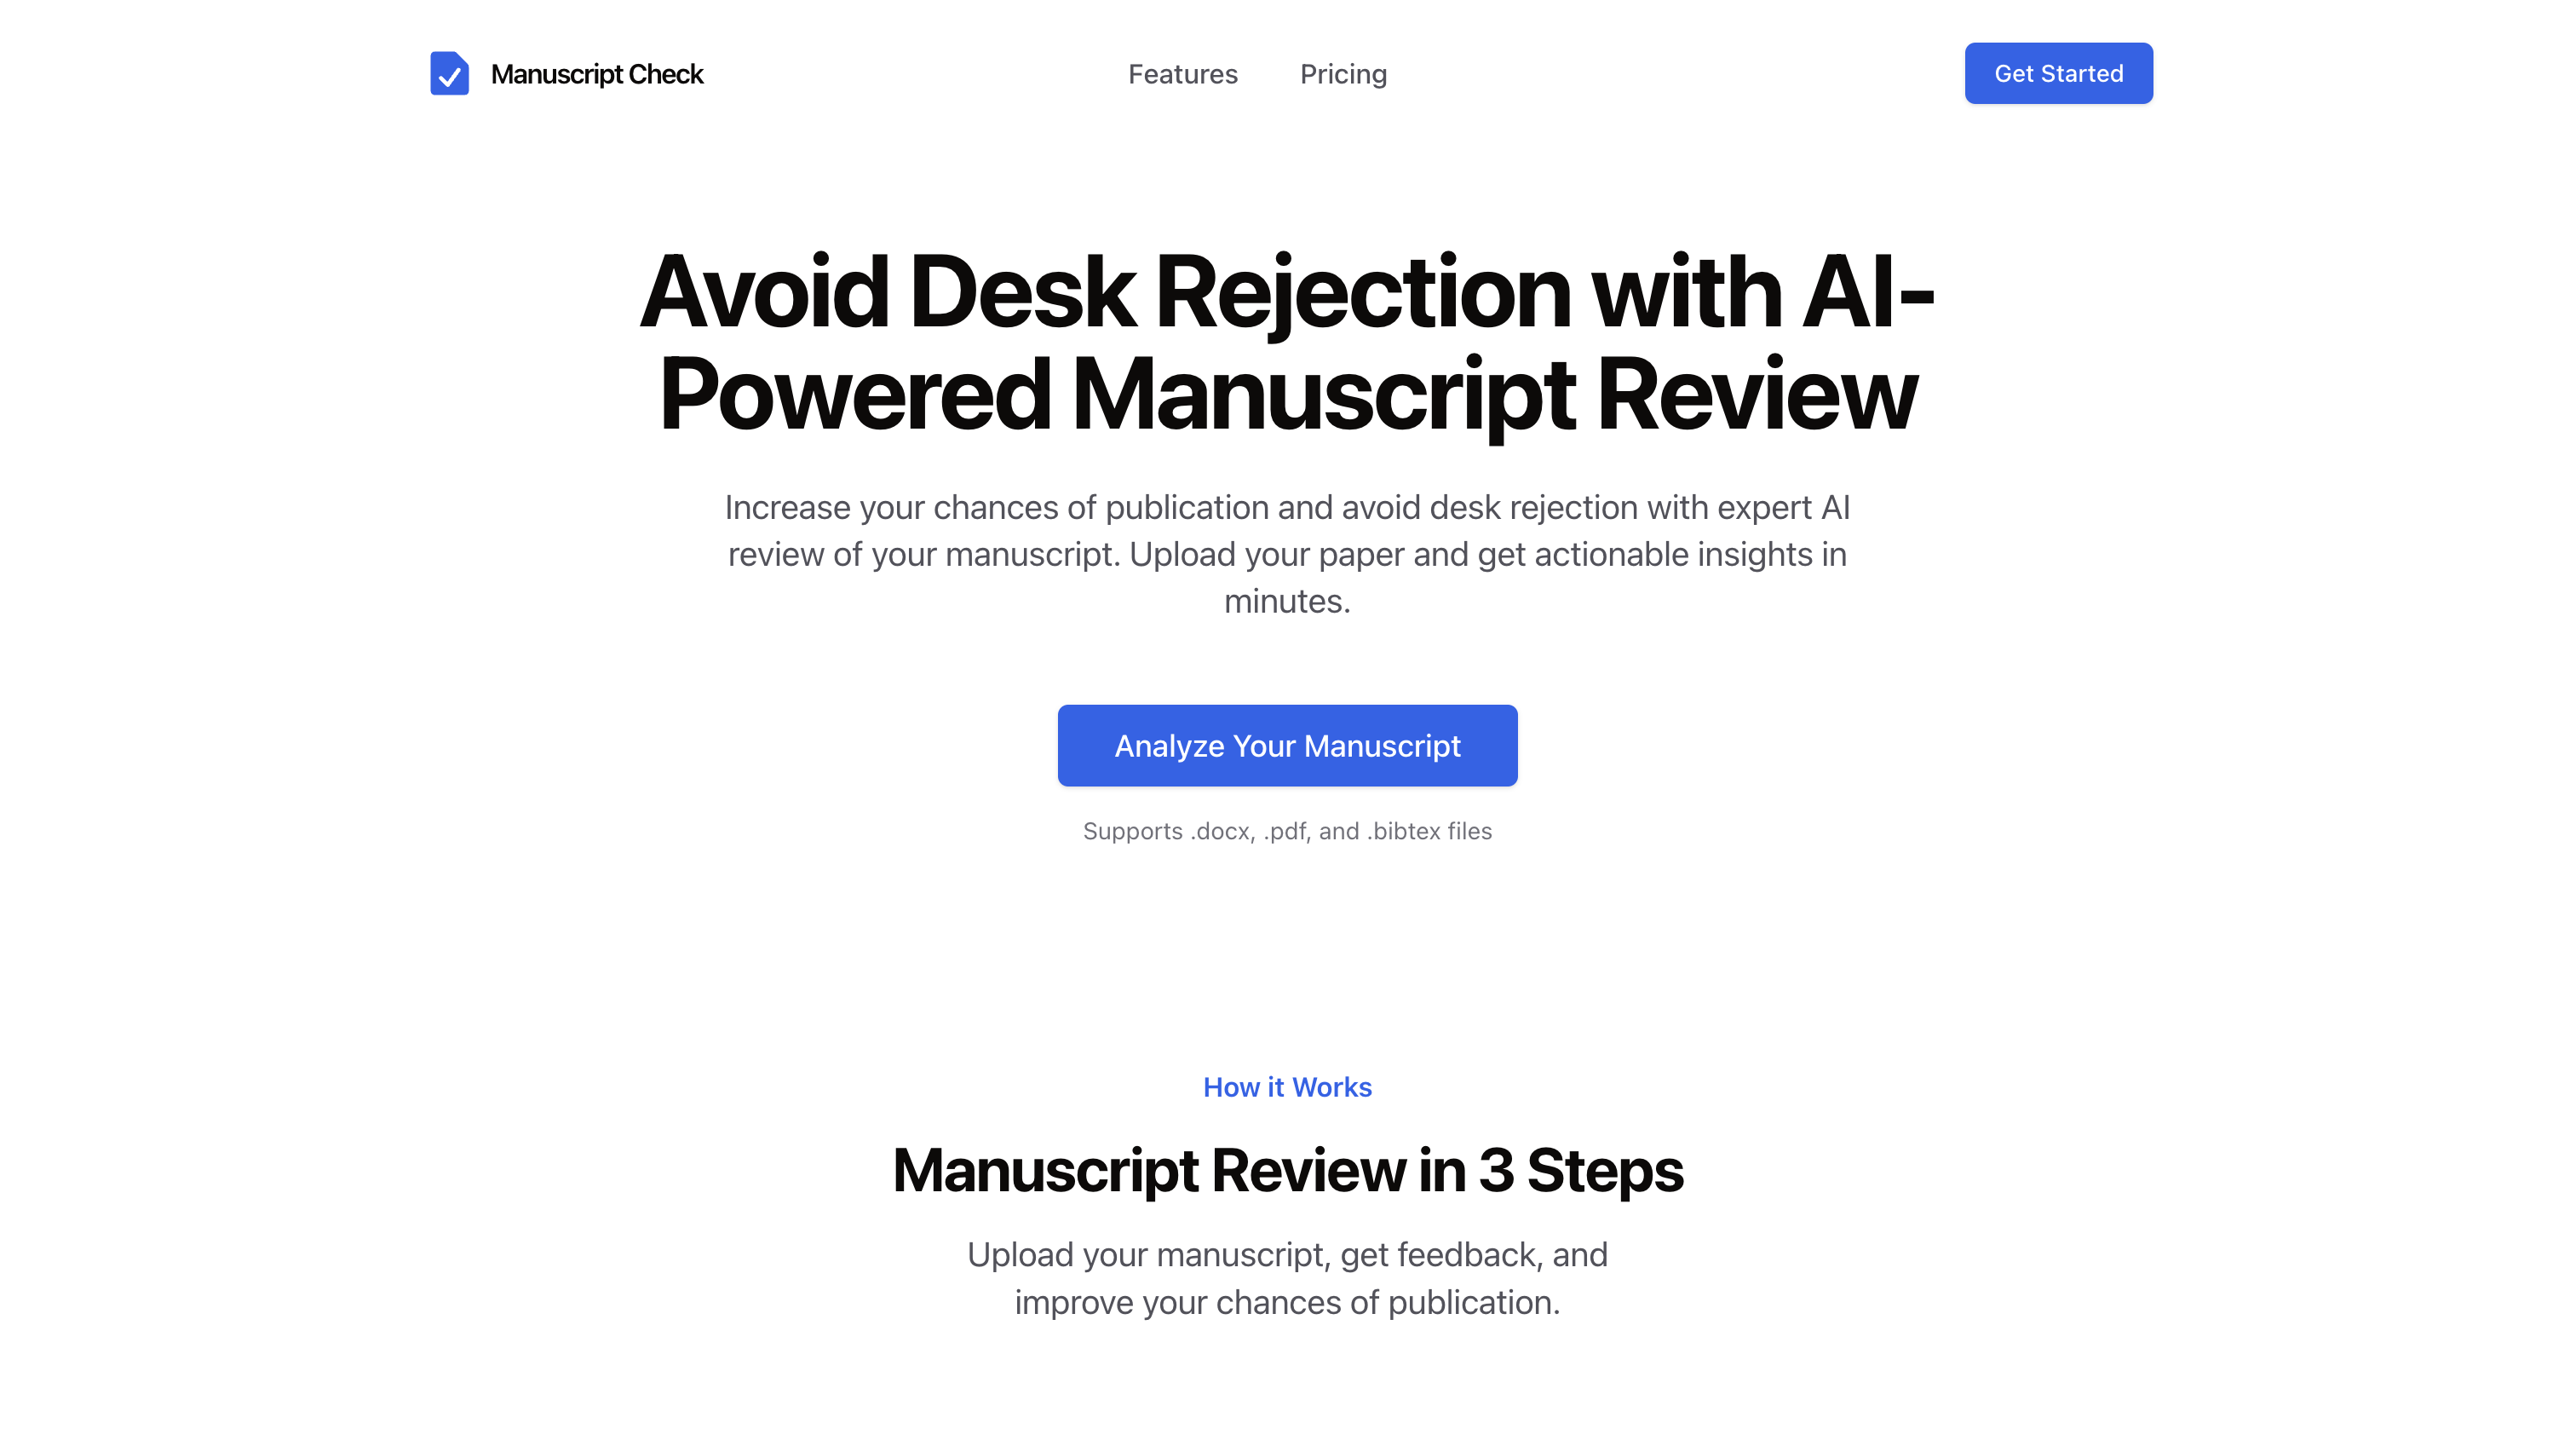 Manuscript Check
Features
Pricing
Get Started
Avoid Desk Rejection with AI-
Powered Manuscript Review
Increase your chances of publication and avoid desk rejection with expert AI
review of your manuscript. Upload your paper and get actionable insights in
minutes.
Analyze Your Manuscript
Supports .docx, .pdf, and .bibtex files
How it Works
Manuscript Review in 3 Steps
Upload your manuscript, get feedback, and
improve your chances of publication.